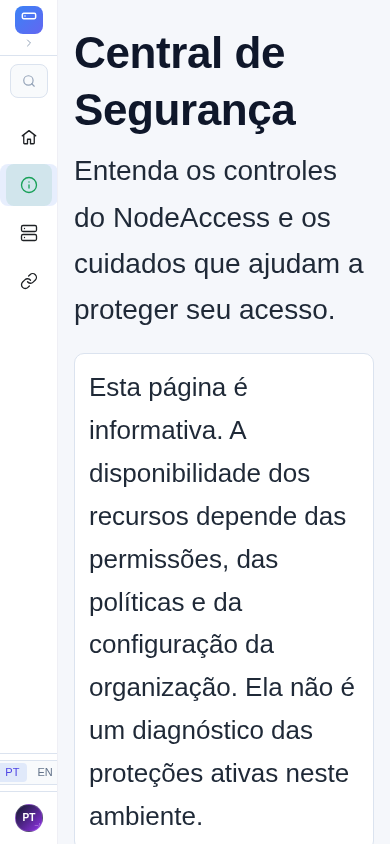 Central de
Segurança
Entenda os controles
do NodeAccess e os
cuidados que ajudam a
proteger seu acesso.
Esta página é
informativa. A
disponibilidade dos
recursos depende das
permissões, das
políticas e da
configuração da
organização. Ela não é
um diagnóstico das
proteções ativas neste
ambiente.
PT EN
PT